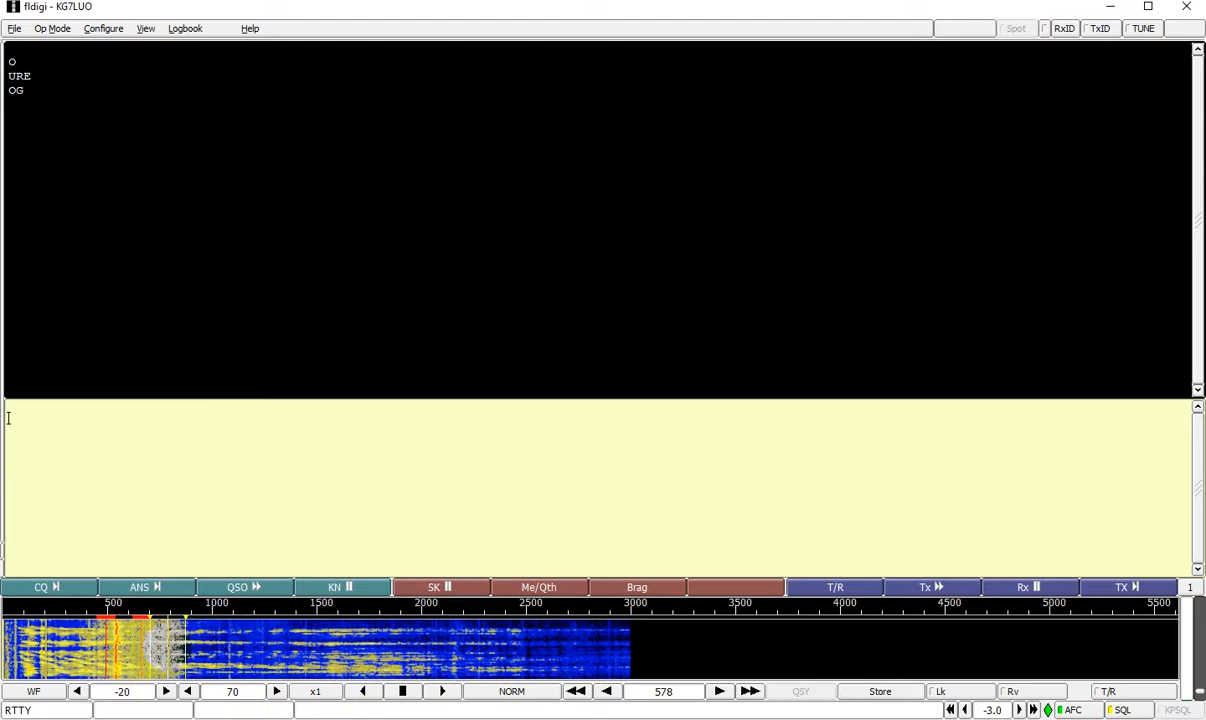 fldigi - KG7LUO
File Op Mode Configure View Logbook Help Spot RxID TxID TUNE
O
URE
OG
CQ ANS QSO KN SK Me/Qth Brag T/R Tx Rx TX 1
500 1000 1500 2000 2500 3000 3500 4000 4500 5000 5500
WF -20 70 x1 NORM 578 QSY Store Lk Rv T/R
RTTY -3.0 AFC SQL KPSQL